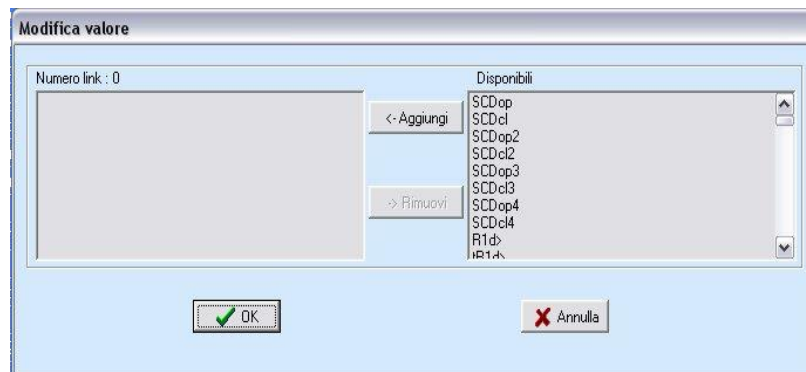 Modifica valore
Numero link : 0
Disponibili
<- Aggiungi
-> Rimuovi
SCDop
SCDcl
SCDop2
SCDcl2
SCDop3
SCDcl3
SCDop4
SCDcl4
R1d>
tR1d>
OK
Annulla